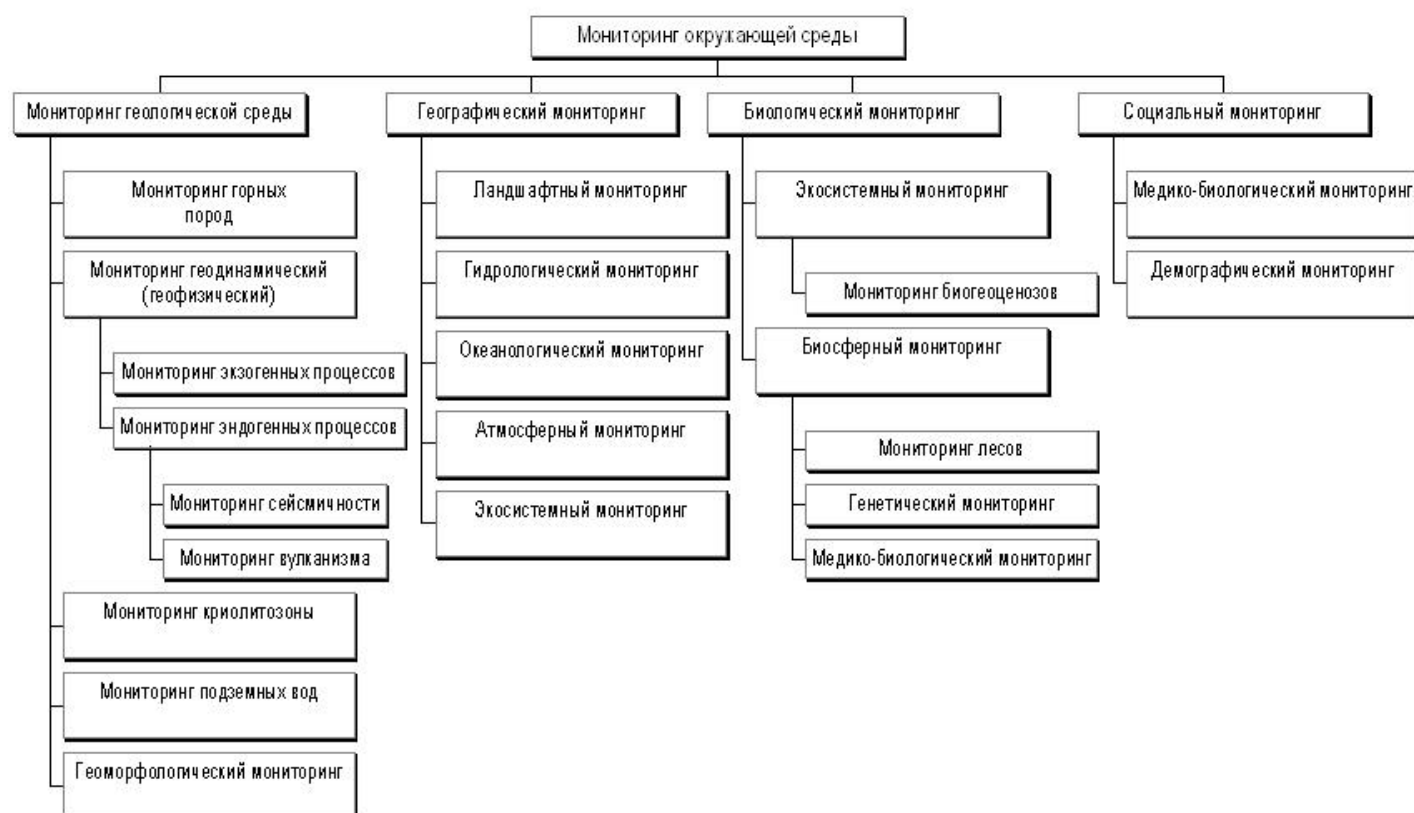 Мониторинг окружающей среды
Мониторинг геологической среды
Мониторинг горных
пород
Мониторинг геодинамический
(геофизический)
Мониторинг экзогенных процессов
Мониторинг эндогенных процессов
Мониторинг сейсмичности
Мониторинг вулканизма
Мониторинг криолитозоны
Мониторинг подземных вод
Геоморфологический мониторинг
Географический мониторинг
Ландшафтный мониторинг
Гидрологический мониторинг
Океанологический мониторинг
Атмосферный мониторинг
Экосистемный мониторинг
Биологический мониторинг
Экосистемный мониторинг
Мониторинг биогеоценозов
Биосферный мониторинг
Мониторинг лесов
Генетический мониторинг
Медико-биологический мониторинг
Социальный мониторинг
Медико-биологический мониторинг
Демографический мониторинг